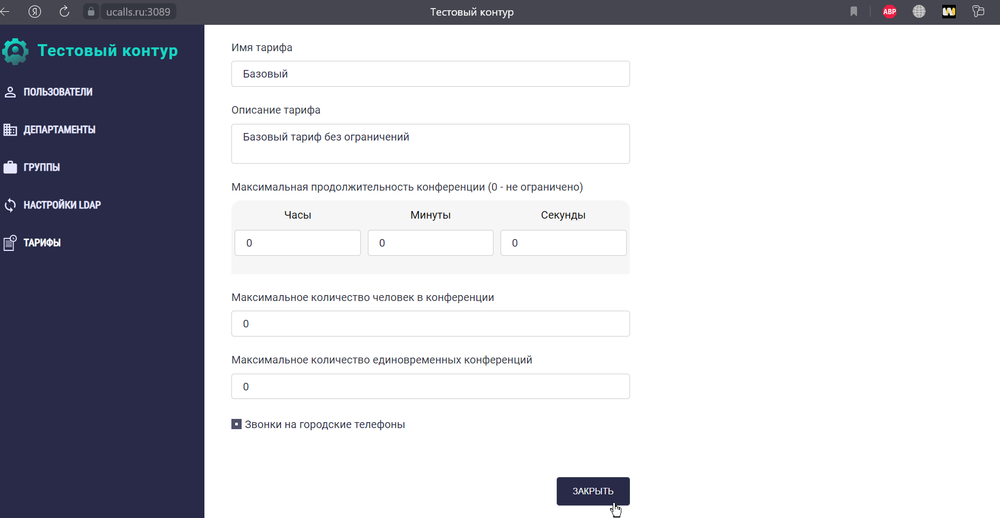 ucalls.ru:3089
Тестовый контур
ABP
Тестовый контур
ПОЛЬЗОВАТЕЛИ
ДЕПАРТАМЕНТЫ
ГРУППЫ
НАСТРОЙКИ LDAP
ТАРИФЫ
Имя тарифа
Базовый
Описание тарифа
Базовый тариф без ограничений
Максимальная продолжительность конференции (0 - не ограничено)
Часы Минуты Секунды
0 0 0
Максимальное количество человек в конференции
0
Максимальное количество единовременных конференций
0
Звонки на городские телефоны
ЗАКРЫТЬ